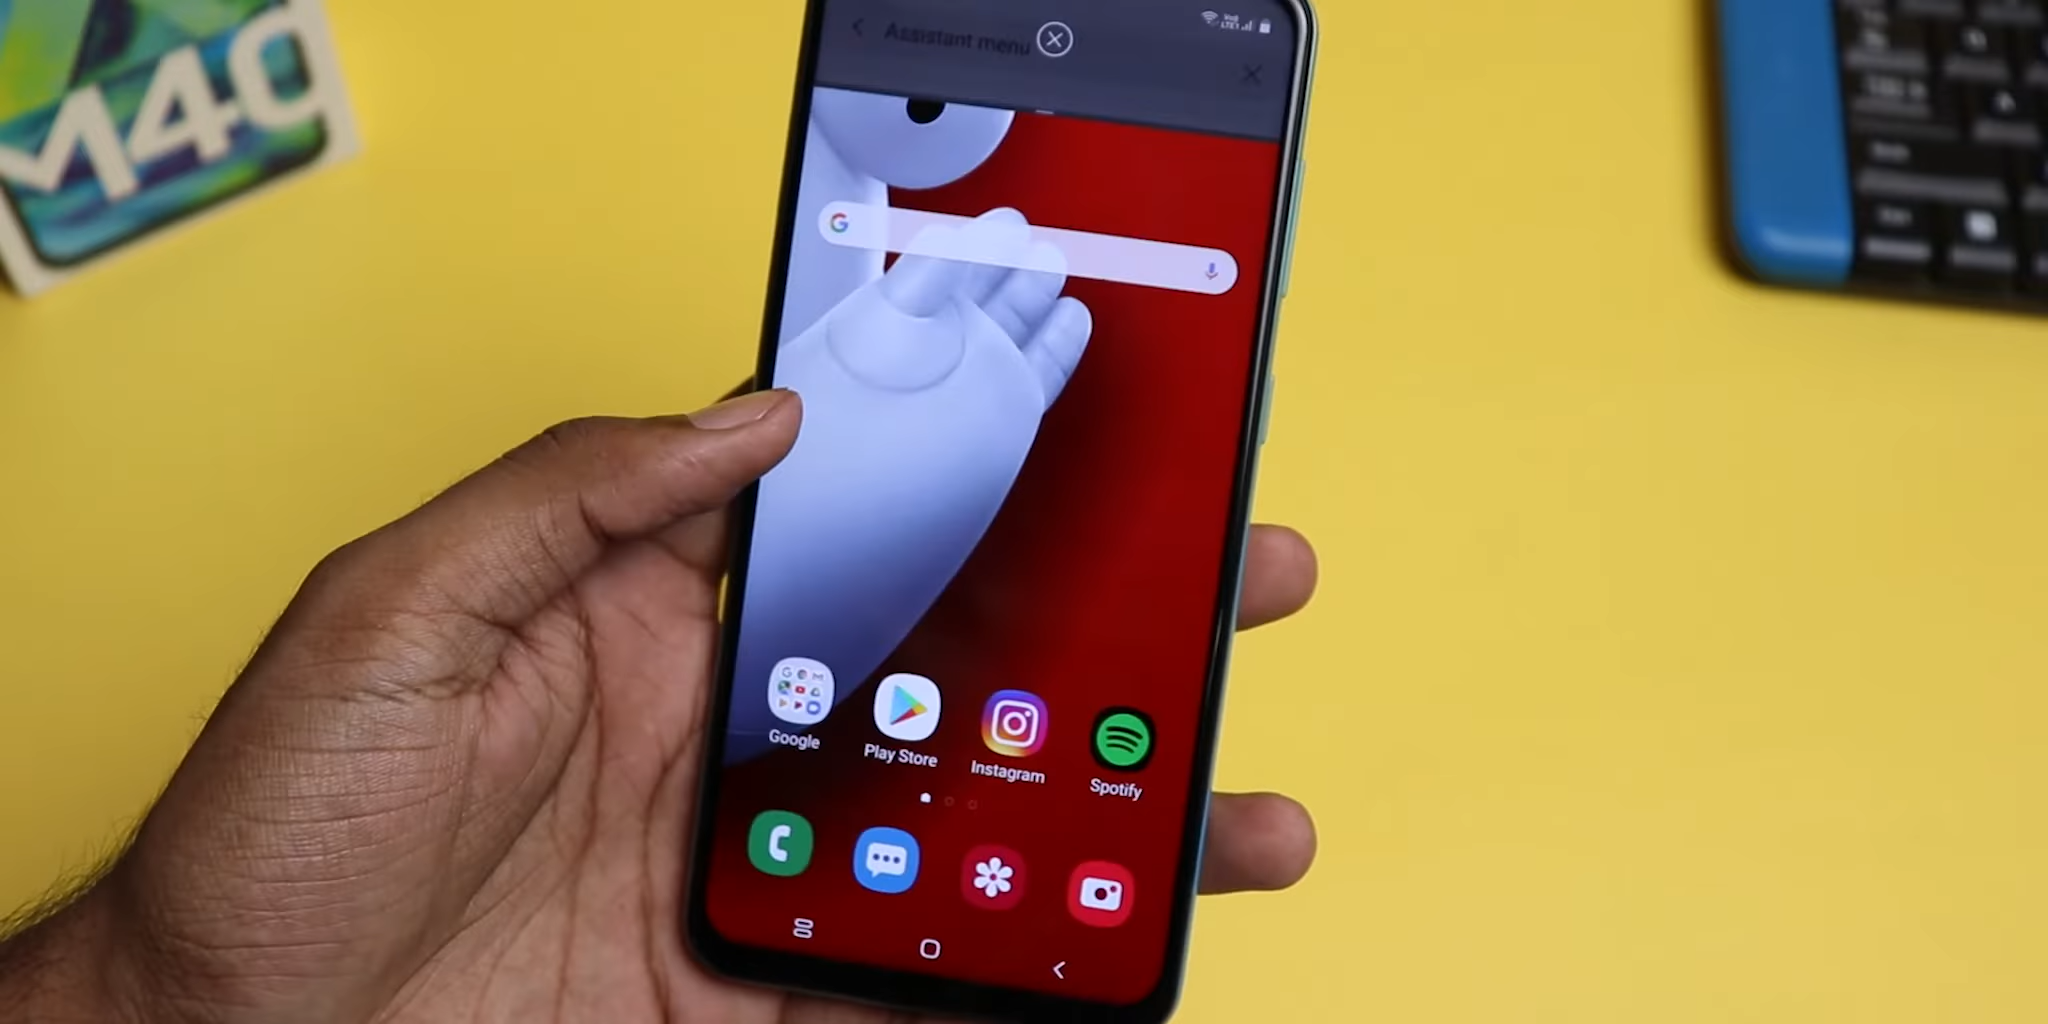 M40
Assistant menu
Google
Play Store
Instagram
Spotify